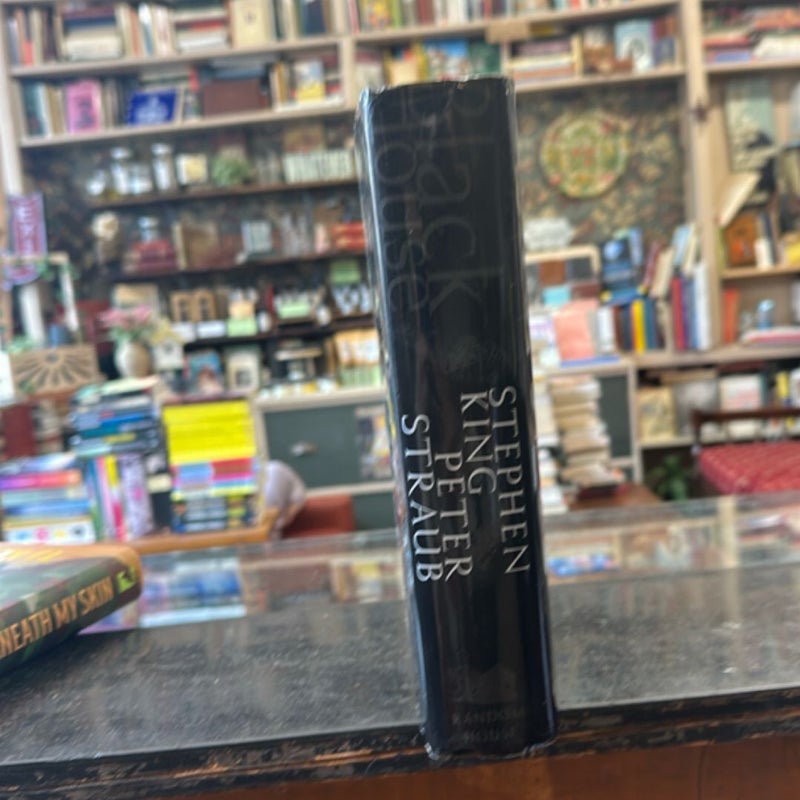 Black
House
STEPHEN
KING
PETER
STRAUB
RANDOM
HOUSE
NEATH MY SKIN